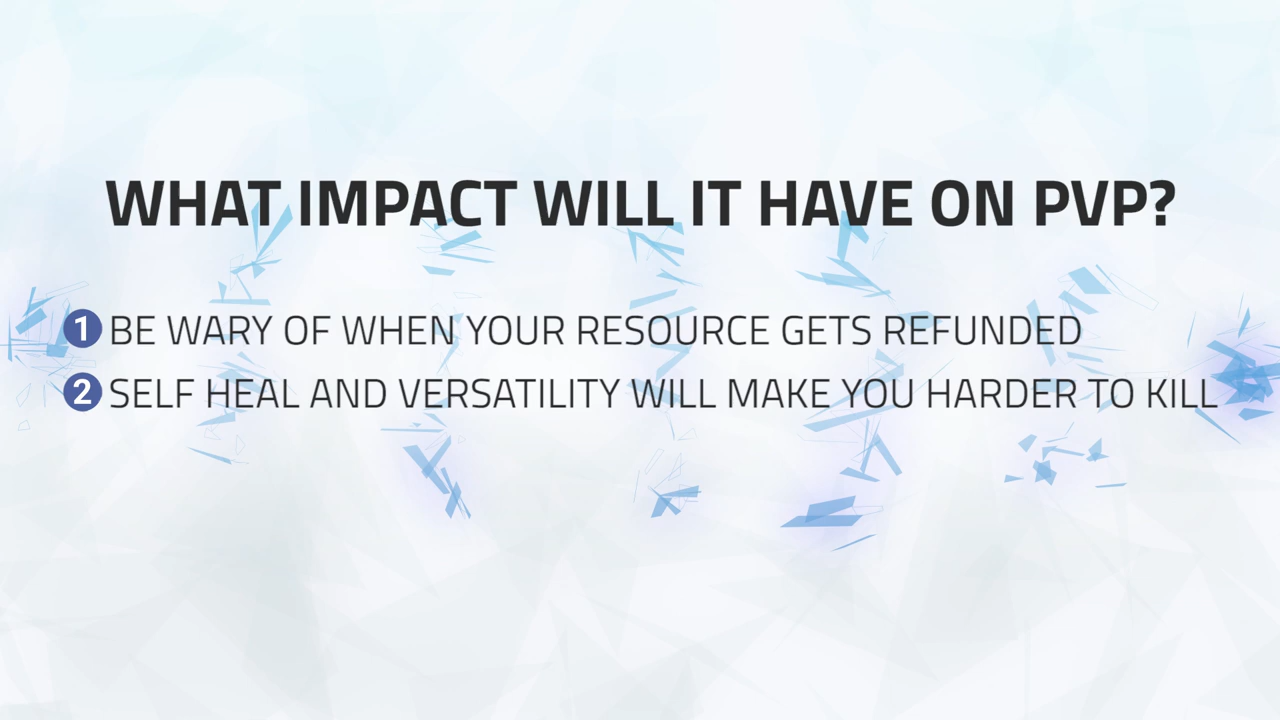 WHAT IMPACT WILL IT HAVE ON PVP?
1 BE WARY OF WHEN YOUR RESOURCE GETS REFUNDED
2 SELF HEAL AND VERSATILITY WILL MAKE YOU HARDER TO KILL